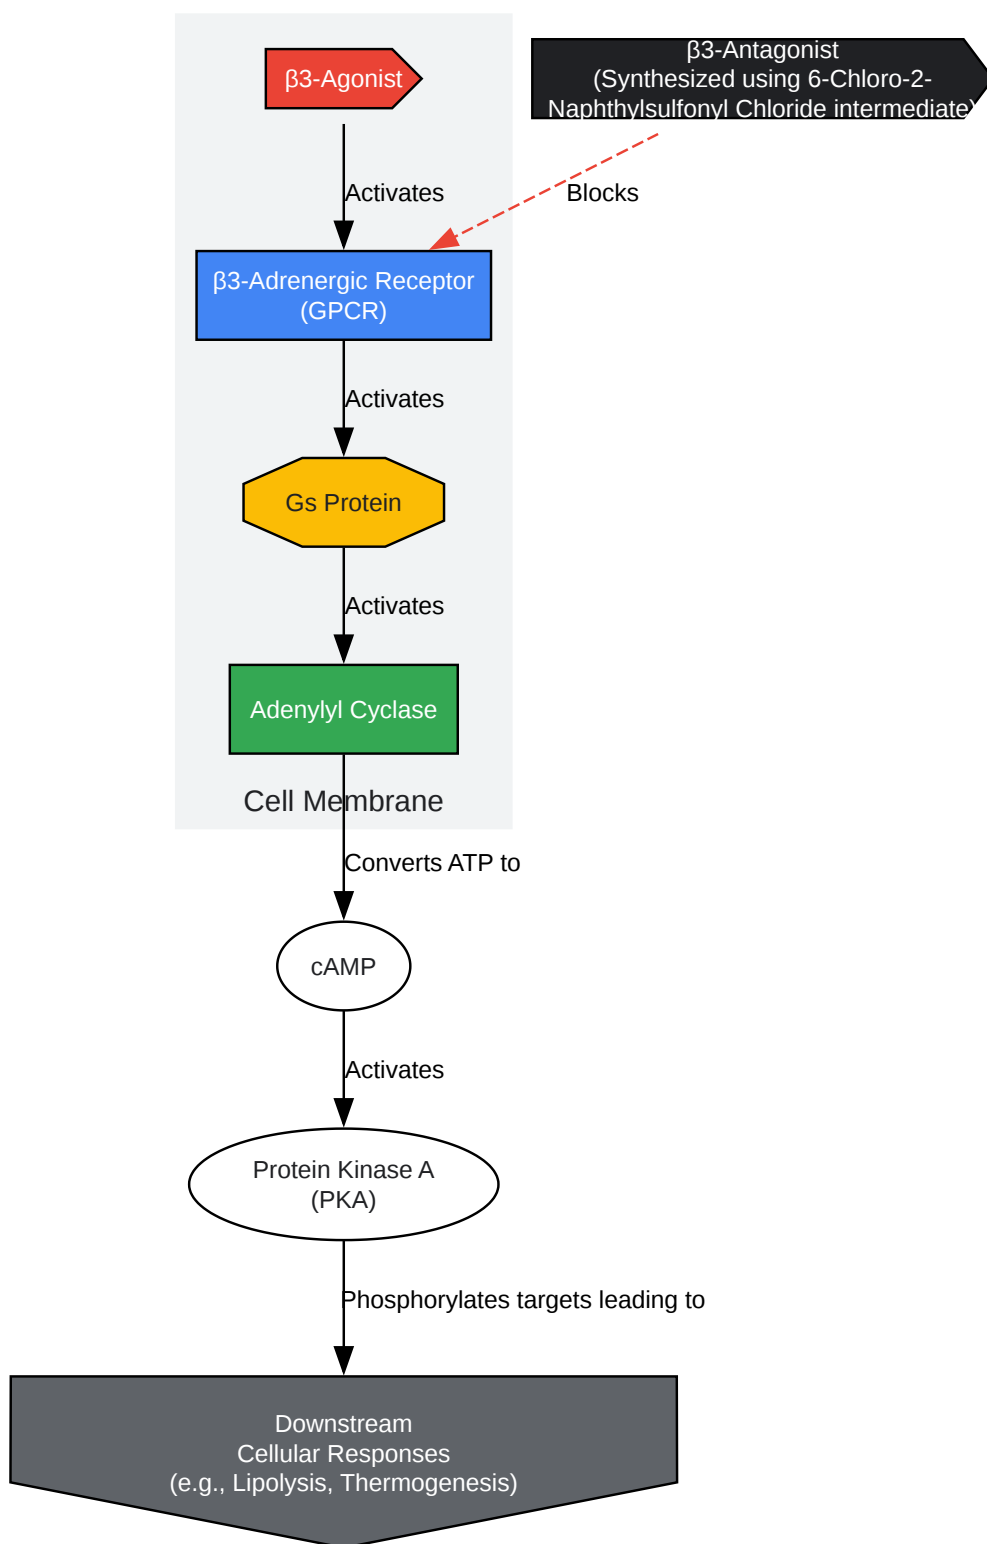 β3-Agonist
β3-Antagonist
(Synthesized using 6-Chloro-2-
Naphthylsulfonyl Chloride intermediate)
Activates
Blocks
β3-Adrenergic Receptor
(GPCR)
Activates
Gs Protein
Activates
Adenylyl Cyclase
Cell Membrane
Converts ATP to
cAMP
Activates
Protein Kinase A
(PKA)
Phosphorylates targets leading to
Downstream
Cellular Responses
(e.g., Lipolysis, Thermogenesis)